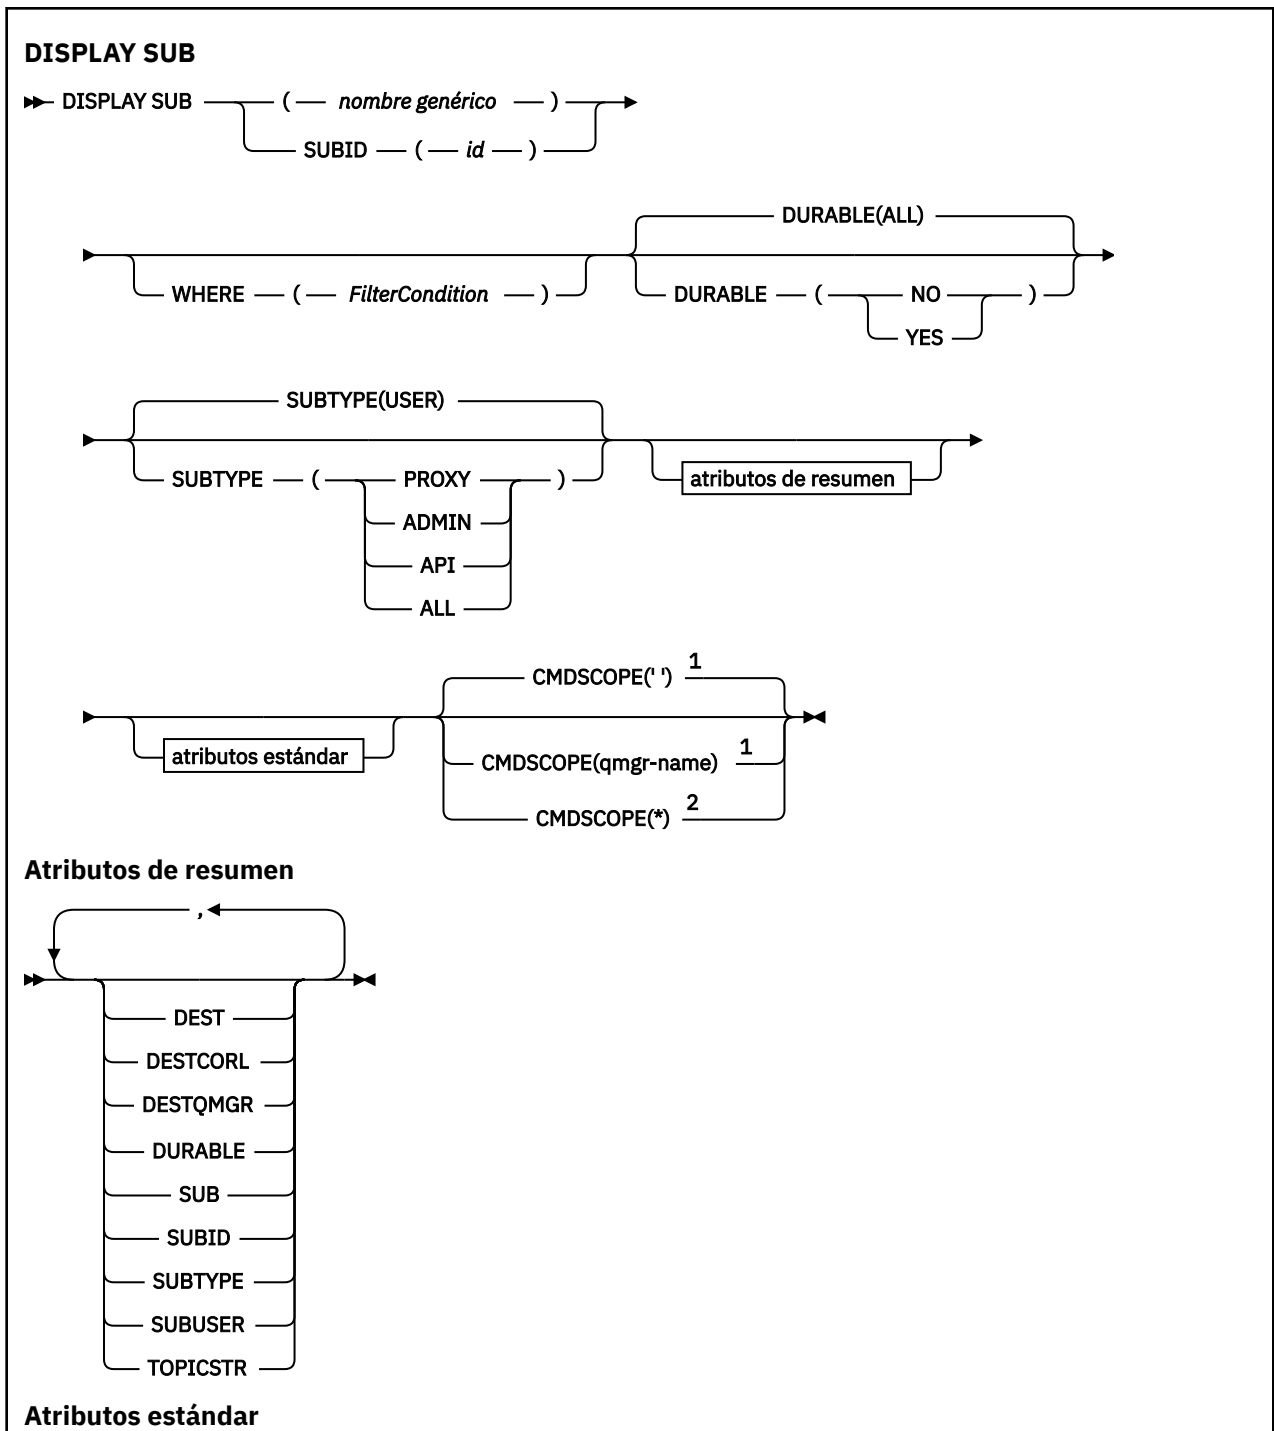 DISPLAY SUB
DISPLAY SUB ( nombre genérico )
SUBID ( id )
DURABLE(ALL)
WHERE ( FilterCondition )
DURABLE ( NO )
YES
SUBTYPE(USER)
SUBTYPE ( PROXY )
atributos de resumen
ADMIN
API
ALL
CMDSCOPE(' ') 1
atributos estándar
CMDSCOPE(qmgr-name) 1
CMDSCOPE(*) 2
Atributos de resumen
,
DEST
DESTCORL
DESTQMGR
DURABLE
SUB
SUBID
SUBTYPE
SUBUSER
TOPICSTR
Atributos estándar